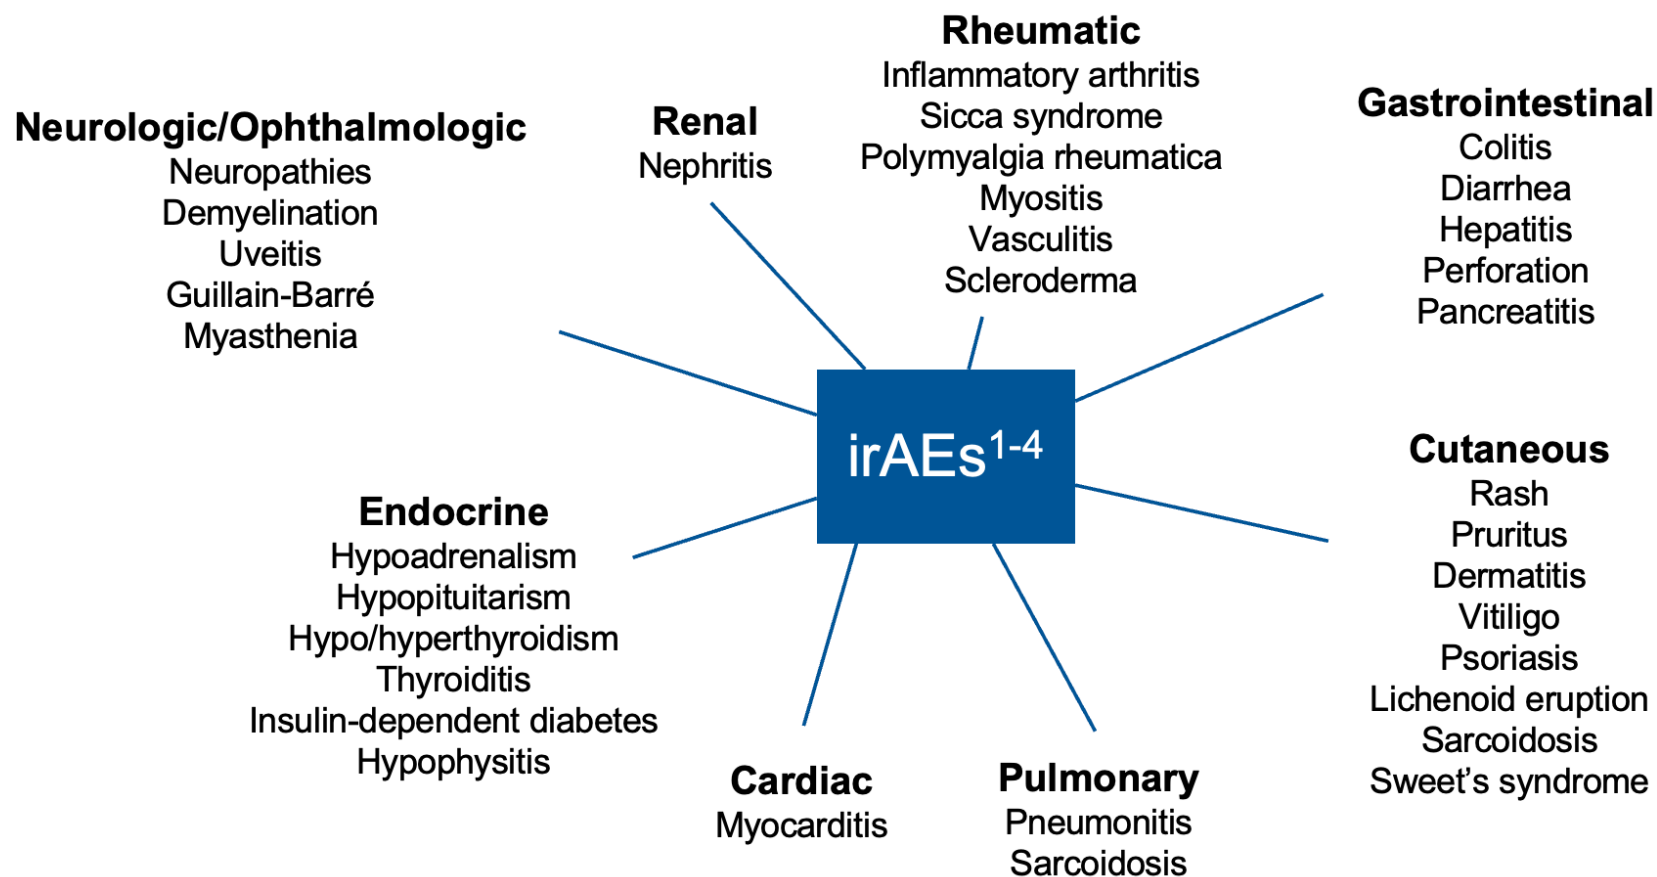 Rheumatic
Inflammatory arthritis
Sicca syndrome
Polymyalgia rheumatica
Myositis
Vasculitis
Scleroderma
Neurologic/Ophthalmologic
Neuropathies
Demyelination
Uveitis
Guillain-Barré
Myasthenia
Renal
Nephritis
Gastrointestinal
Colitis
Diarrhea
Hepatitis
Perforation
Pancreatitis
irAEs¹⁻⁴
Cutaneous
Rash
Pruritus
Dermatitis
Vitiligo
Psoriasis
Lichenoid eruption
Sarcoidosis
Sweet’s syndrome
Endocrine
Hypoadrenalism
Hypopituitarism
Hypo/hyperthyroidism
Thyroiditis
Insulin-dependent diabetes
Hypophysitis
Cardiac
Myocarditis
Pulmonary
Pneumonitis
Sarcoidosis